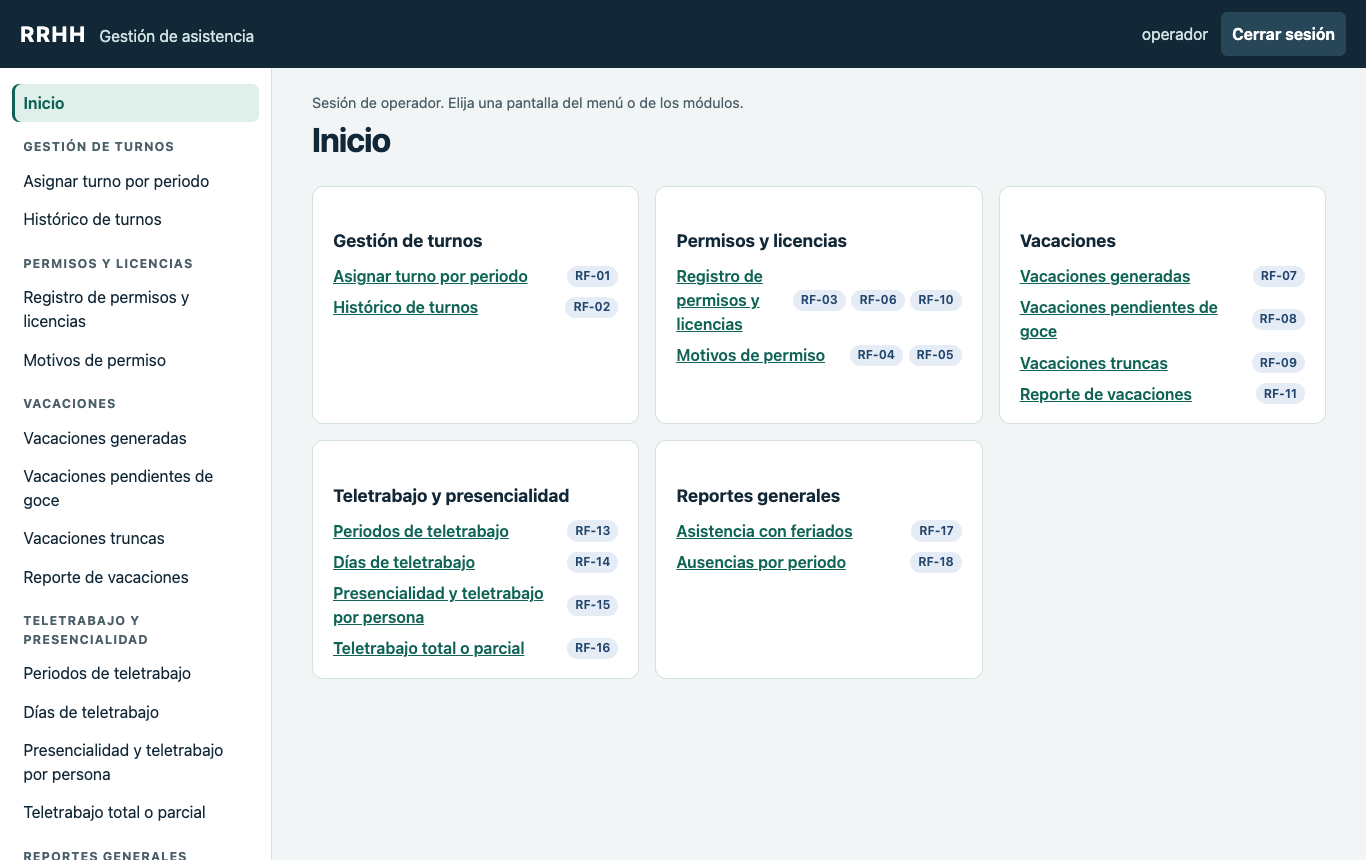 RRHH Gestión de asistencia
operador Cerrar sesión
Inicio
GESTIÓN DE TURNOS
Asignar turno por periodo
Histórico de turnos
PERMISOS Y LICENCIAS
Registro de permisos y
licencias
Motivos de permiso
VACACIONES
Vacaciones generadas
Vacaciones pendientes de
goce
Vacaciones truncas
Reporte de vacaciones
TELETRABAJO Y
PRESENCIALIDAD
Periodos de teletrabajo
Días de teletrabajo
Presencialidad y teletrabajo
por persona
Teletrabajo total o parcial
REPORTES GENERALES
Sesión de operador. Elija una pantalla del menú o de los módulos.
Inicio
Gestión de turnos
Asignar turno por periodo RF-01
Histórico de turnos RF-02
Permisos y licencias
Registro de
permisos y RF-03 RF-06 RF-10
licencias
Motivos de permiso RF-04 RF-05
Vacaciones
Vacaciones generadas RF-07
Vacaciones pendientes de
goce RF-08
Vacaciones truncas RF-09
Reporte de vacaciones RF-11
Teletrabajo y presencialidad
Periodos de teletrabajo RF-13
Días de teletrabajo RF-14
Presencialidad y teletrabajo
por persona RF-15
Teletrabajo total o parcial RF-16
Reportes generales
Asistencia con feriados RF-17
Ausencias por periodo RF-18